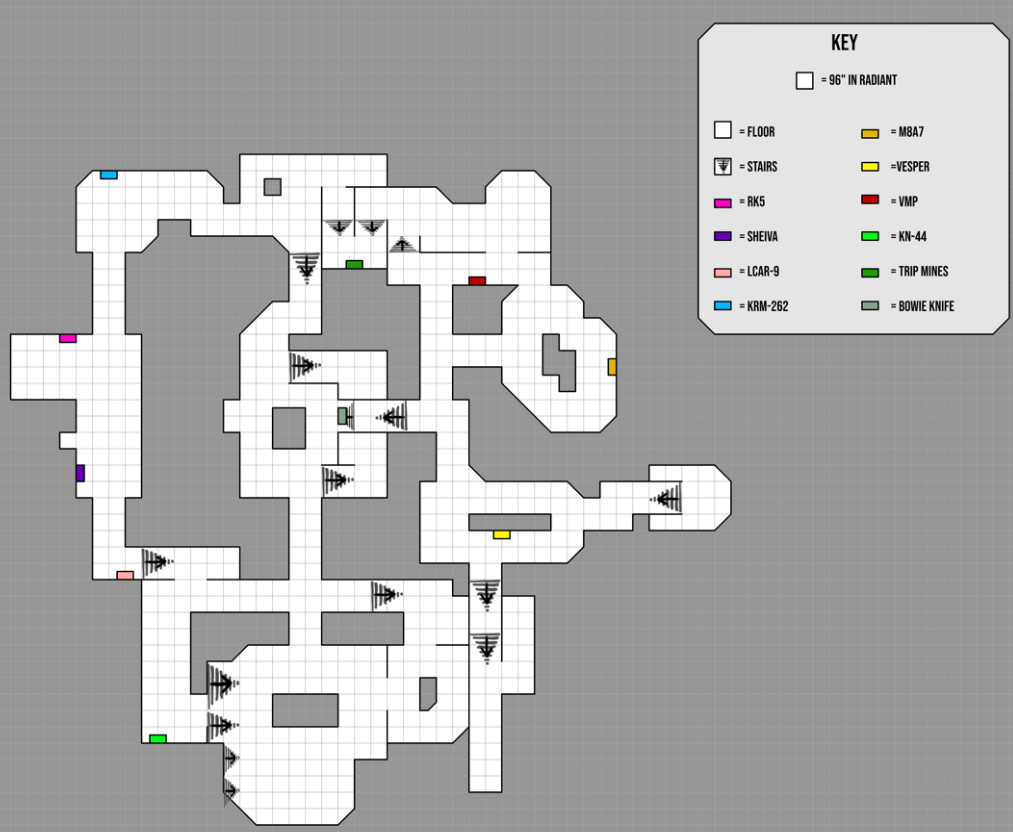 KEY
= 96" IN RADIANT
= FLOOR
= M8A7
= STAIRS
=VESPER
= RK5
= VMP
= SHEIVA
= KN-44
= LCAR-9
= TRIP MINES
= KRM-262
= BOWIE KNIFE